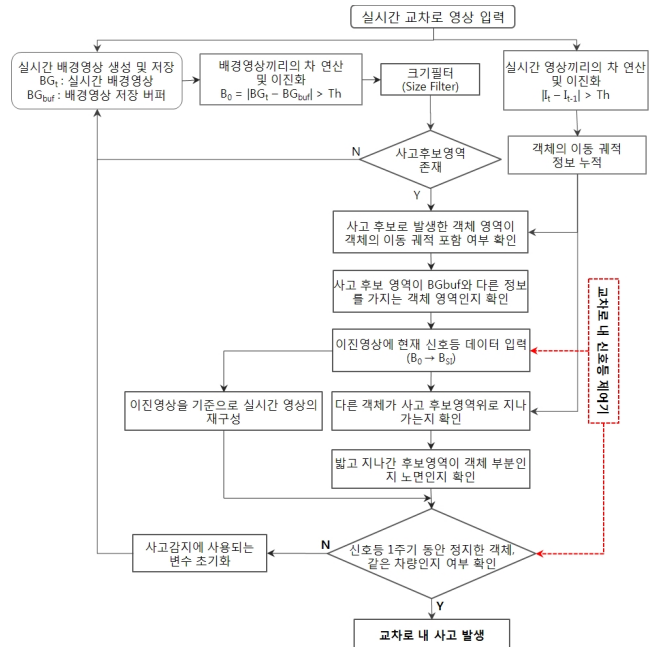 실시간 교차로 영상 입력
실시간 배경영상 생성 및 저장
BGt : 실시간 배경영상
BGbuf : 배경영상 저장 버퍼
배경영상끼리의 차 연산
및 이진화
B0 = |BGt − BGbuf| > Th
크기필터
(Size Filter)
실시간 영상끼리의 차 연산
및 이진화
|It − It-1| > Th
사고후보영역
존재
N
Y
객체의 이동 궤적
정보 누적
사고 후보로 발생한 객체 영역이
객체의 이동 궤적 포함 여부 확인
사고 후보 영역이 BGbuf와 다른 정보
를 가지는 객체 영역인지 확인
이진영상에 현재 신호등 데이터 입력
(B0 → BSI)
교차로 내 신호등 제어기
이진영상을 기준으로 실시간 영상의
재구성
다른 객체가 사고 후보영역위로 지나
가는지 확인
밟고 지나간 후보영역이 객체 부분인
지 노면인지 확인
신호등 1주기 동안 정지한 객체,
같은 차량인지 여부 확인
N
사고감지에 사용되는
변수 초기화
Y
교차로 내 사고 발생